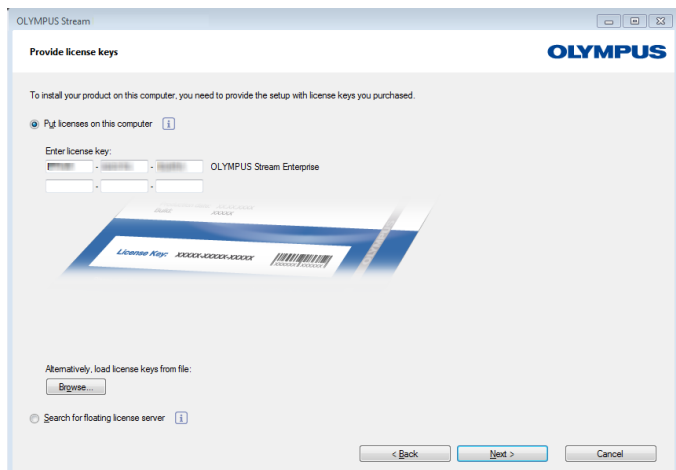 OLYMPUS Stream
Provide license keys
OLYMPUS
To install your product on this computer, you need to provide the setup with license keys you purchased.
Put licenses on this computer
Enter license key:
- - OLYMPUS Stream Enterprise
- -
XXXXX
License Key: XXXXX-XXXXX-XXXXX
Alternatively, load license keys from file:
Browse...
Search for floating license server
< Back Next > Cancel